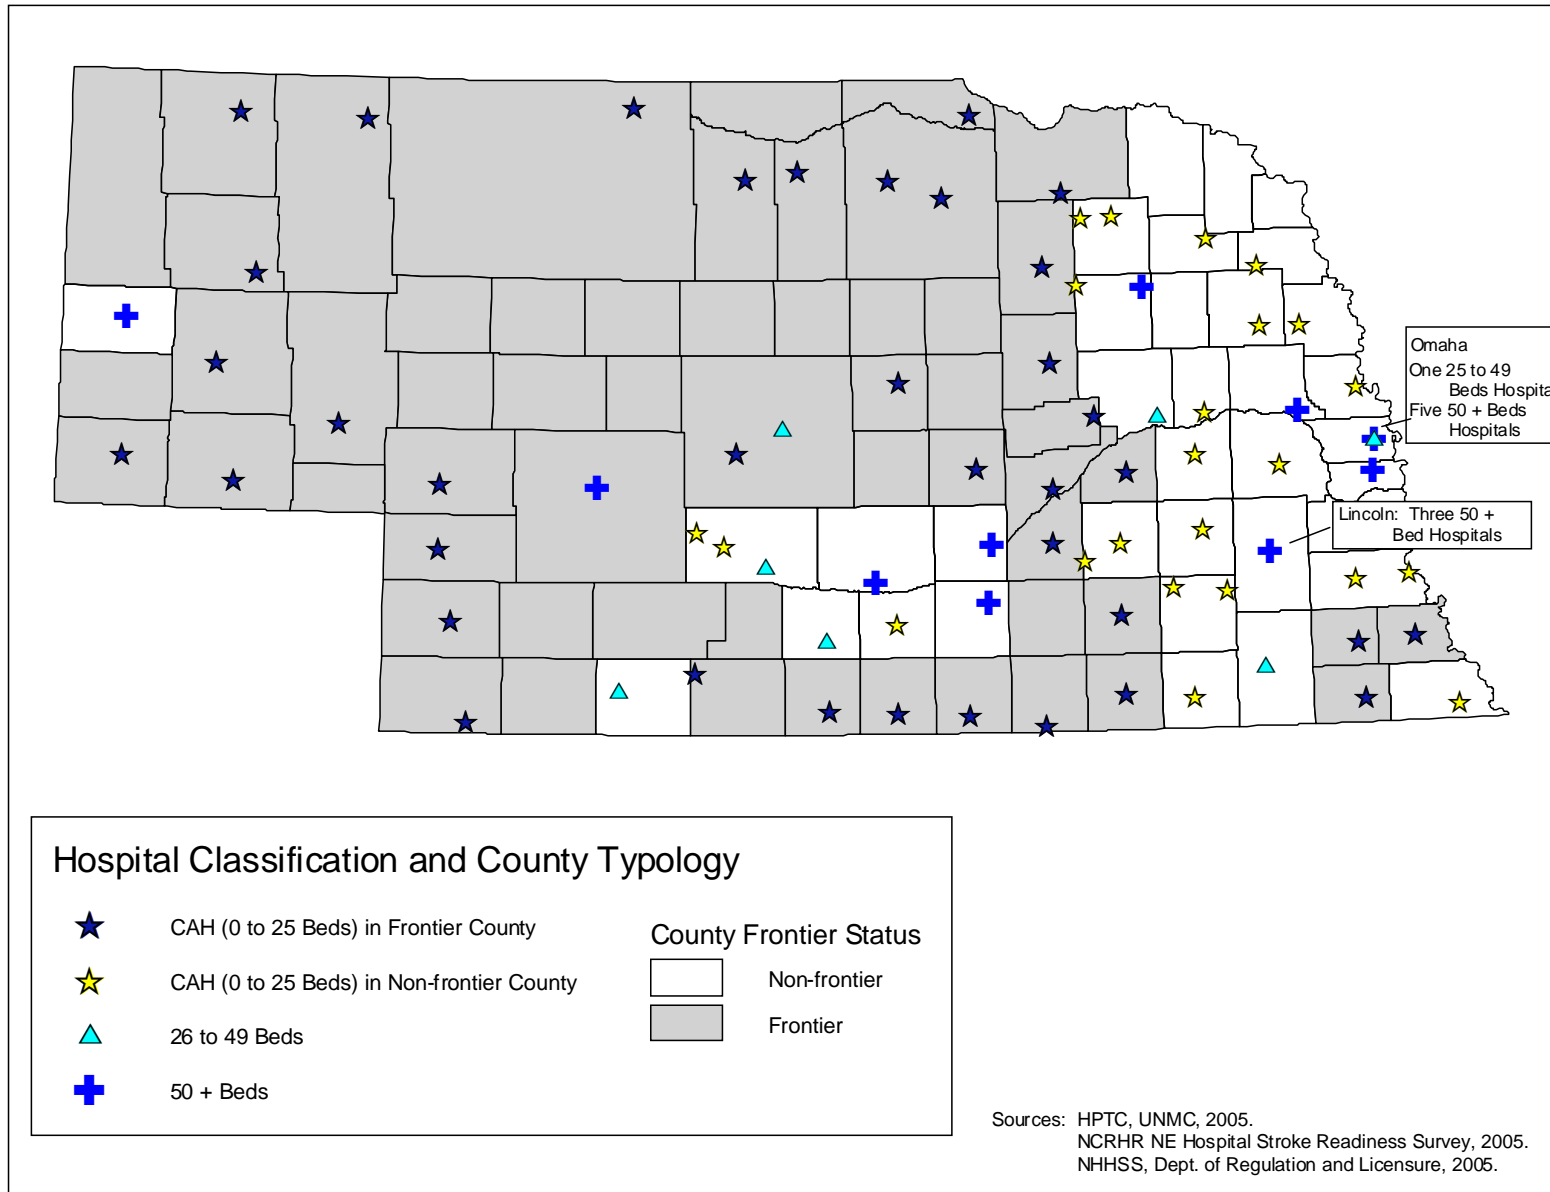 Omaha
One 25 to 49
Beds Hospita
Five 50 + Beds
Hospitals
Lincoln: Three 50 +
Bed Hospitals
Hospital Classification and County Typology
CAH (0 to 25 Beds) in Frontier County
CAH (0 to 25 Beds) in Non-frontier County
26 to 49 Beds
50 + Beds
County Frontier Status
Non-frontier
Frontier
Sources: HPTC, UNMC, 2005.
NCRHR NE Hospital Stroke Readiness Survey, 2005.
NHHSS, Dept. of Regulation and Licensure, 2005.